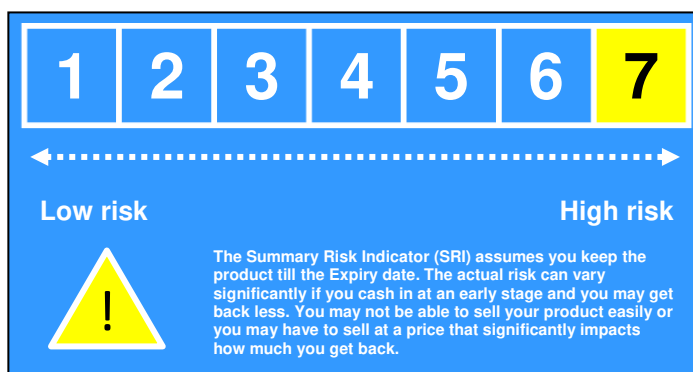 1 2 3 4 5 6 7
Low risk High risk
!
The Summary Risk Indicator (SRI) assumes you keep the
product till the Expiry date. The actual risk can vary
significantly if you cash in at an early stage and you may get
back less. You may not be able to sell your product easily or
you may have to sell at a price that significantly impacts
how much you get back.